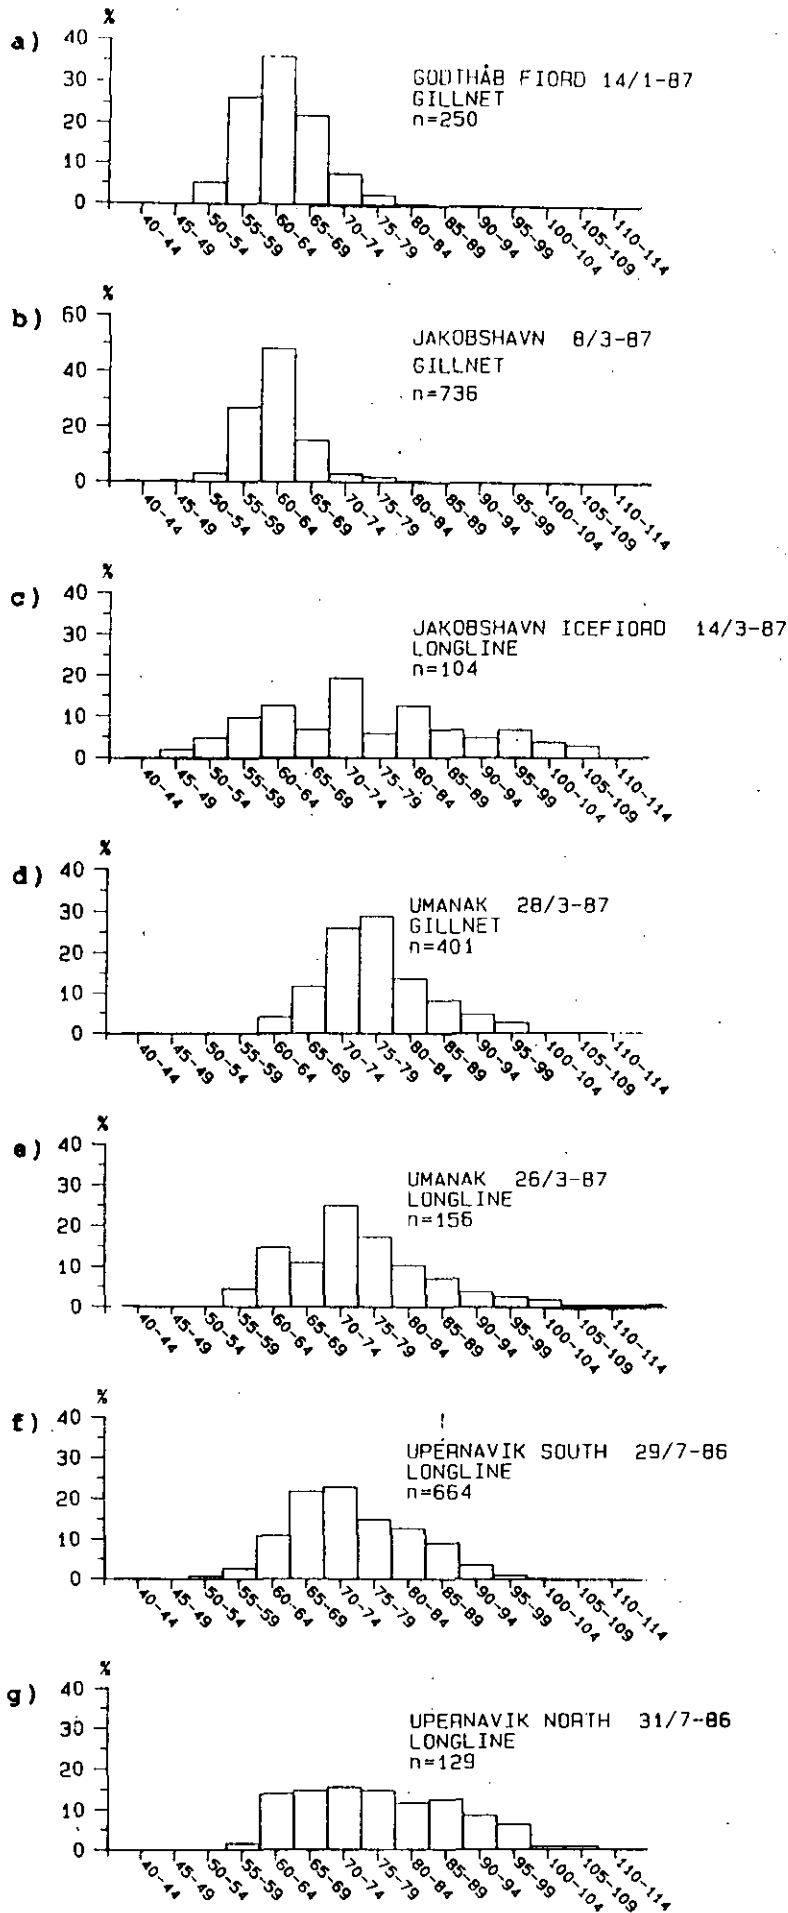 %
a)
40
30
20
10
0
GODTHÅB FIORD 14/1-87
GILLNET
n=250
40-44 45-49 50-54 55-59 60-64 65-69 70-74 75-79 80-84 85-89 90-94 95-99 100-104 105-109 110-114
%
b)
60
40
20
0
JAKOBSHAVN 8/3-87
GILLNET
n=736
40-44 45-49 50-54 55-59 60-64 65-69 70-74 75-79 80-84 85-89 90-94 95-99 100-104 105-109 110-114
%
c)
40
30
20
10
0
JAKOBSHAVN ICEFIORD 14/3-87
LONGLINE
n=104
40-44 45-49 50-54 55-59 60-64 65-69 70-74 75-79 80-84 85-89 90-94 95-99 100-104 105-109 110-114
%
d)
40
30
20
10
0
UMANAK 28/3-87
GILLNET
n=401
40-44 45-49 50-54 55-59 60-64 65-69 70-74 75-79 80-84 85-89 90-94 95-99 100-104 105-109 110-114
%
e)
40
30
20
10
0
UMANAK 26/3-87
LONGLINE
n=156
40-44 45-49 50-54 55-59 60-64 65-69 70-74 75-79 80-84 85-89 90-94 95-99 100-104 105-109 110-114
%
f)
40
30
20
10
0
UPERNAVIK SOUTH 29/7-86
LONGLINE
n=664
40-44 45-49 50-54 55-59 60-64 65-69 70-74 75-79 80-84 85-89 90-94 95-99 100-104 105-109 110-114
%
g)
40
30
20
10
0
UPERNAVIK NORTH 31/7-86
LONGLINE
n=129
40-44 45-49 50-54 55-59 60-64 65-69 70-74 75-79 80-84 85-89 90-94 95-99 100-104 105-109 110-114